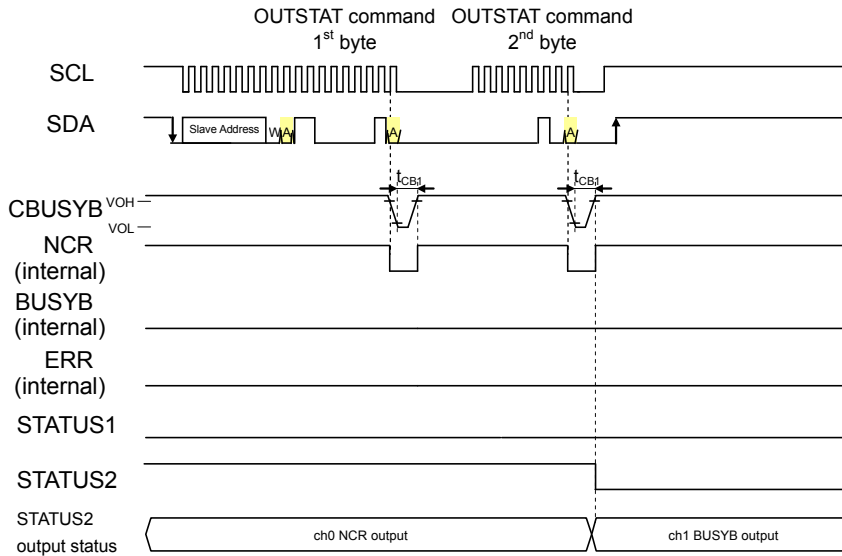 OUTSTAT command
1st byte
OUTSTAT command
2nd byte
SCL
SDA
Slave Address
W
A
A
A
tCB1
tCB1
CBUSYB
VOH
VOL
NCR
(internal)
BUSYB
(internal)
ERR
(internal)
STATUS1
STATUS2
STATUS2
output status
ch0 NCR output
ch1 BUSYB output